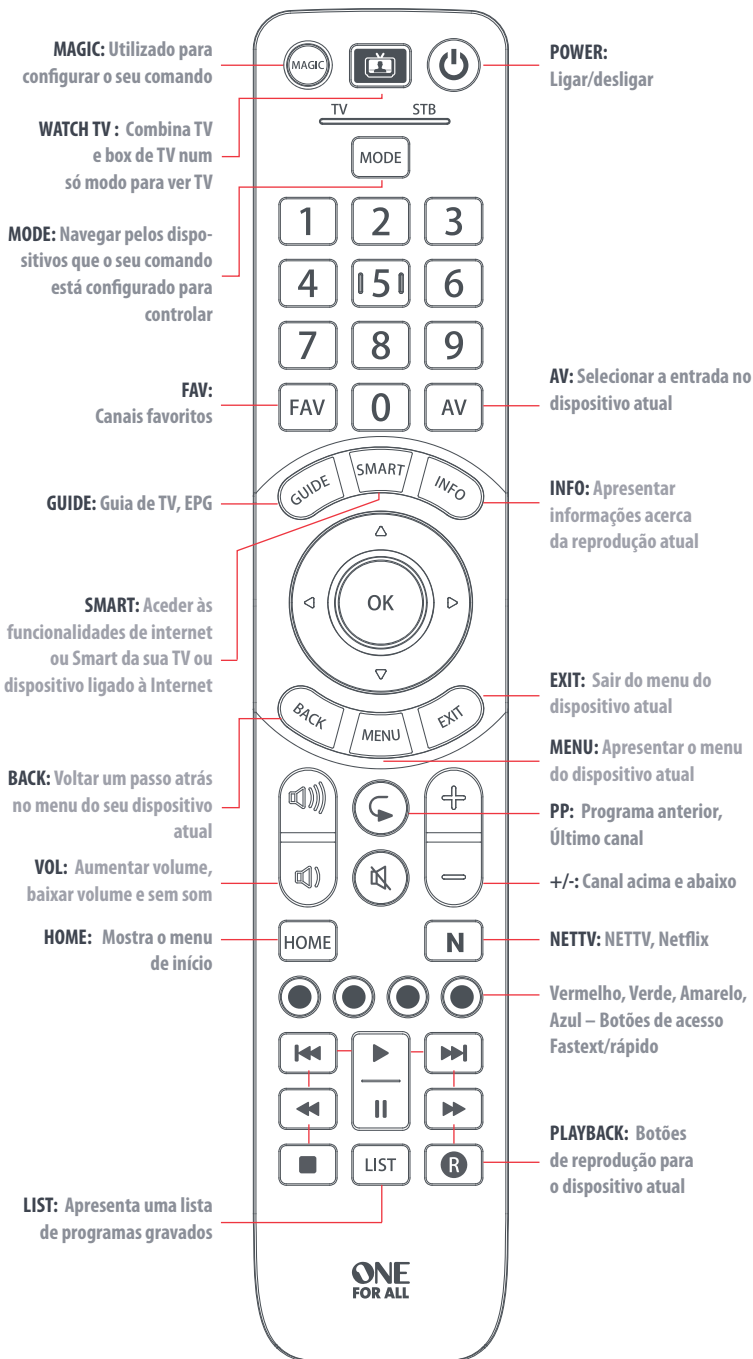 MAGIC: Utilizado para
configurar o seu comando
WATCH TV : Combina TV
e box de TV num
só modo para ver TV
MODE: Navegar pelos dispo-
sitivos que o seu comando
está configurado para
controlar
FAV:
Canais favoritos
GUIDE: Guia de TV, EPG
SMART: Aceder às
funcionalidades de internet
ou Smart da sua TV ou
dispositivo ligado à Internet
BACK: Voltar um passo atrás
no menu do seu dispositivo
atual
VOL: Aumentar volume,
baixar volume e sem som
HOME: Mostra o menu
de início
LIST: Apresenta uma lista
de programas gravados
MAGIC
TV STB
MODE
1 2 3
4 5 6
7 8 9
FAV 0 AV
GUIDE SMART INFO
OK
BACK MENU EXIT
HOME N
LIST R
ONE
FOR ALL
POWER:
Ligar/desligar
AV: Selecionar a entrada no
dispositivo atual
INFO: Apresentar
informações acerca
da reprodução atual
EXIT: Sair do menu do
dispositivo atual
MENU: Apresentar o menu
do dispositivo atual
PP: Programa anterior,
Último canal
+/-: Canal acima e abaixo
NETTV: NETTV, Netflix
Vermelho, Verde, Amarelo,
Azul – Botões de acesso
Fastext/rápido
PLAYBACK: Botões
de reprodução para
o dispositivo atual